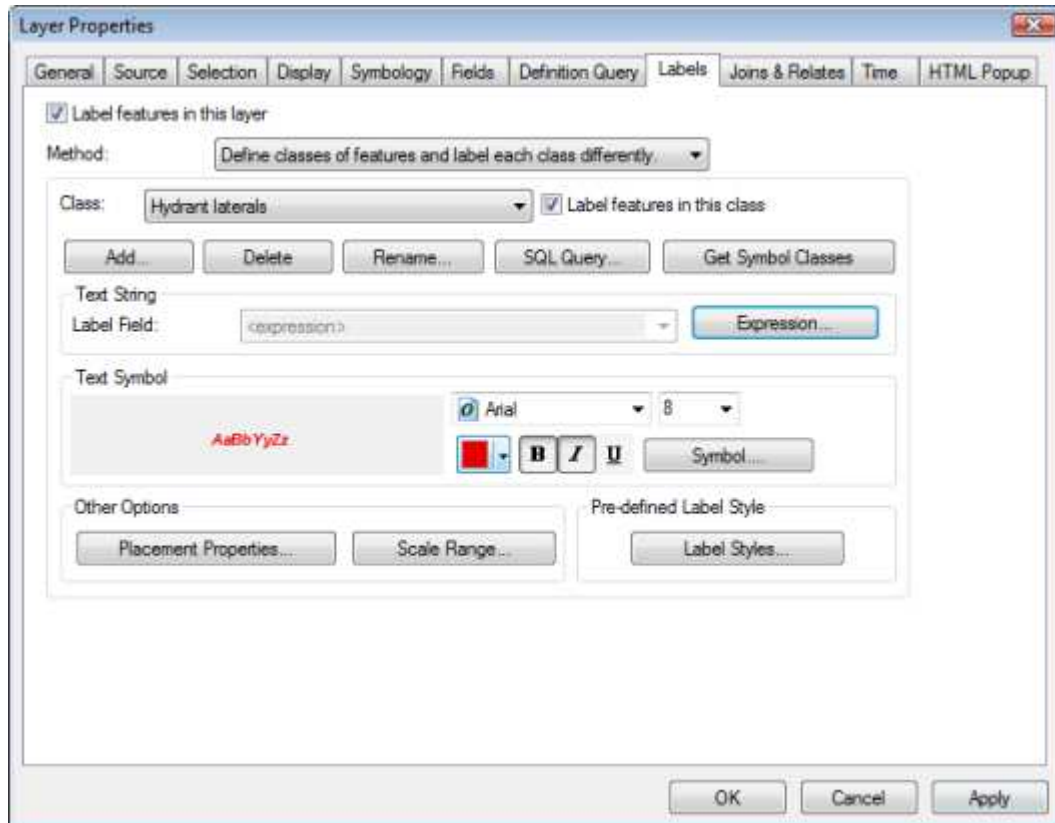 Layer Properties
General Source Selection Display Symbology Fields Definition Query Labels Joins & Relates Time HTML Popup
Label features in this layer
Method: Define classes of features and label each class differently.
Class: Hydrant laterals Label features in this class
Add... Delete Rename... SQL Query... Get Symbol Classes
Text String
Label Field: <expression> Expression...
Text Symbol
AaBbYyZz
Arial 8
B I U Symbol...
Other Options Pre-defined Label Style
Placement Properties... Scale Range... Label Styles...
OK Cancel Apply